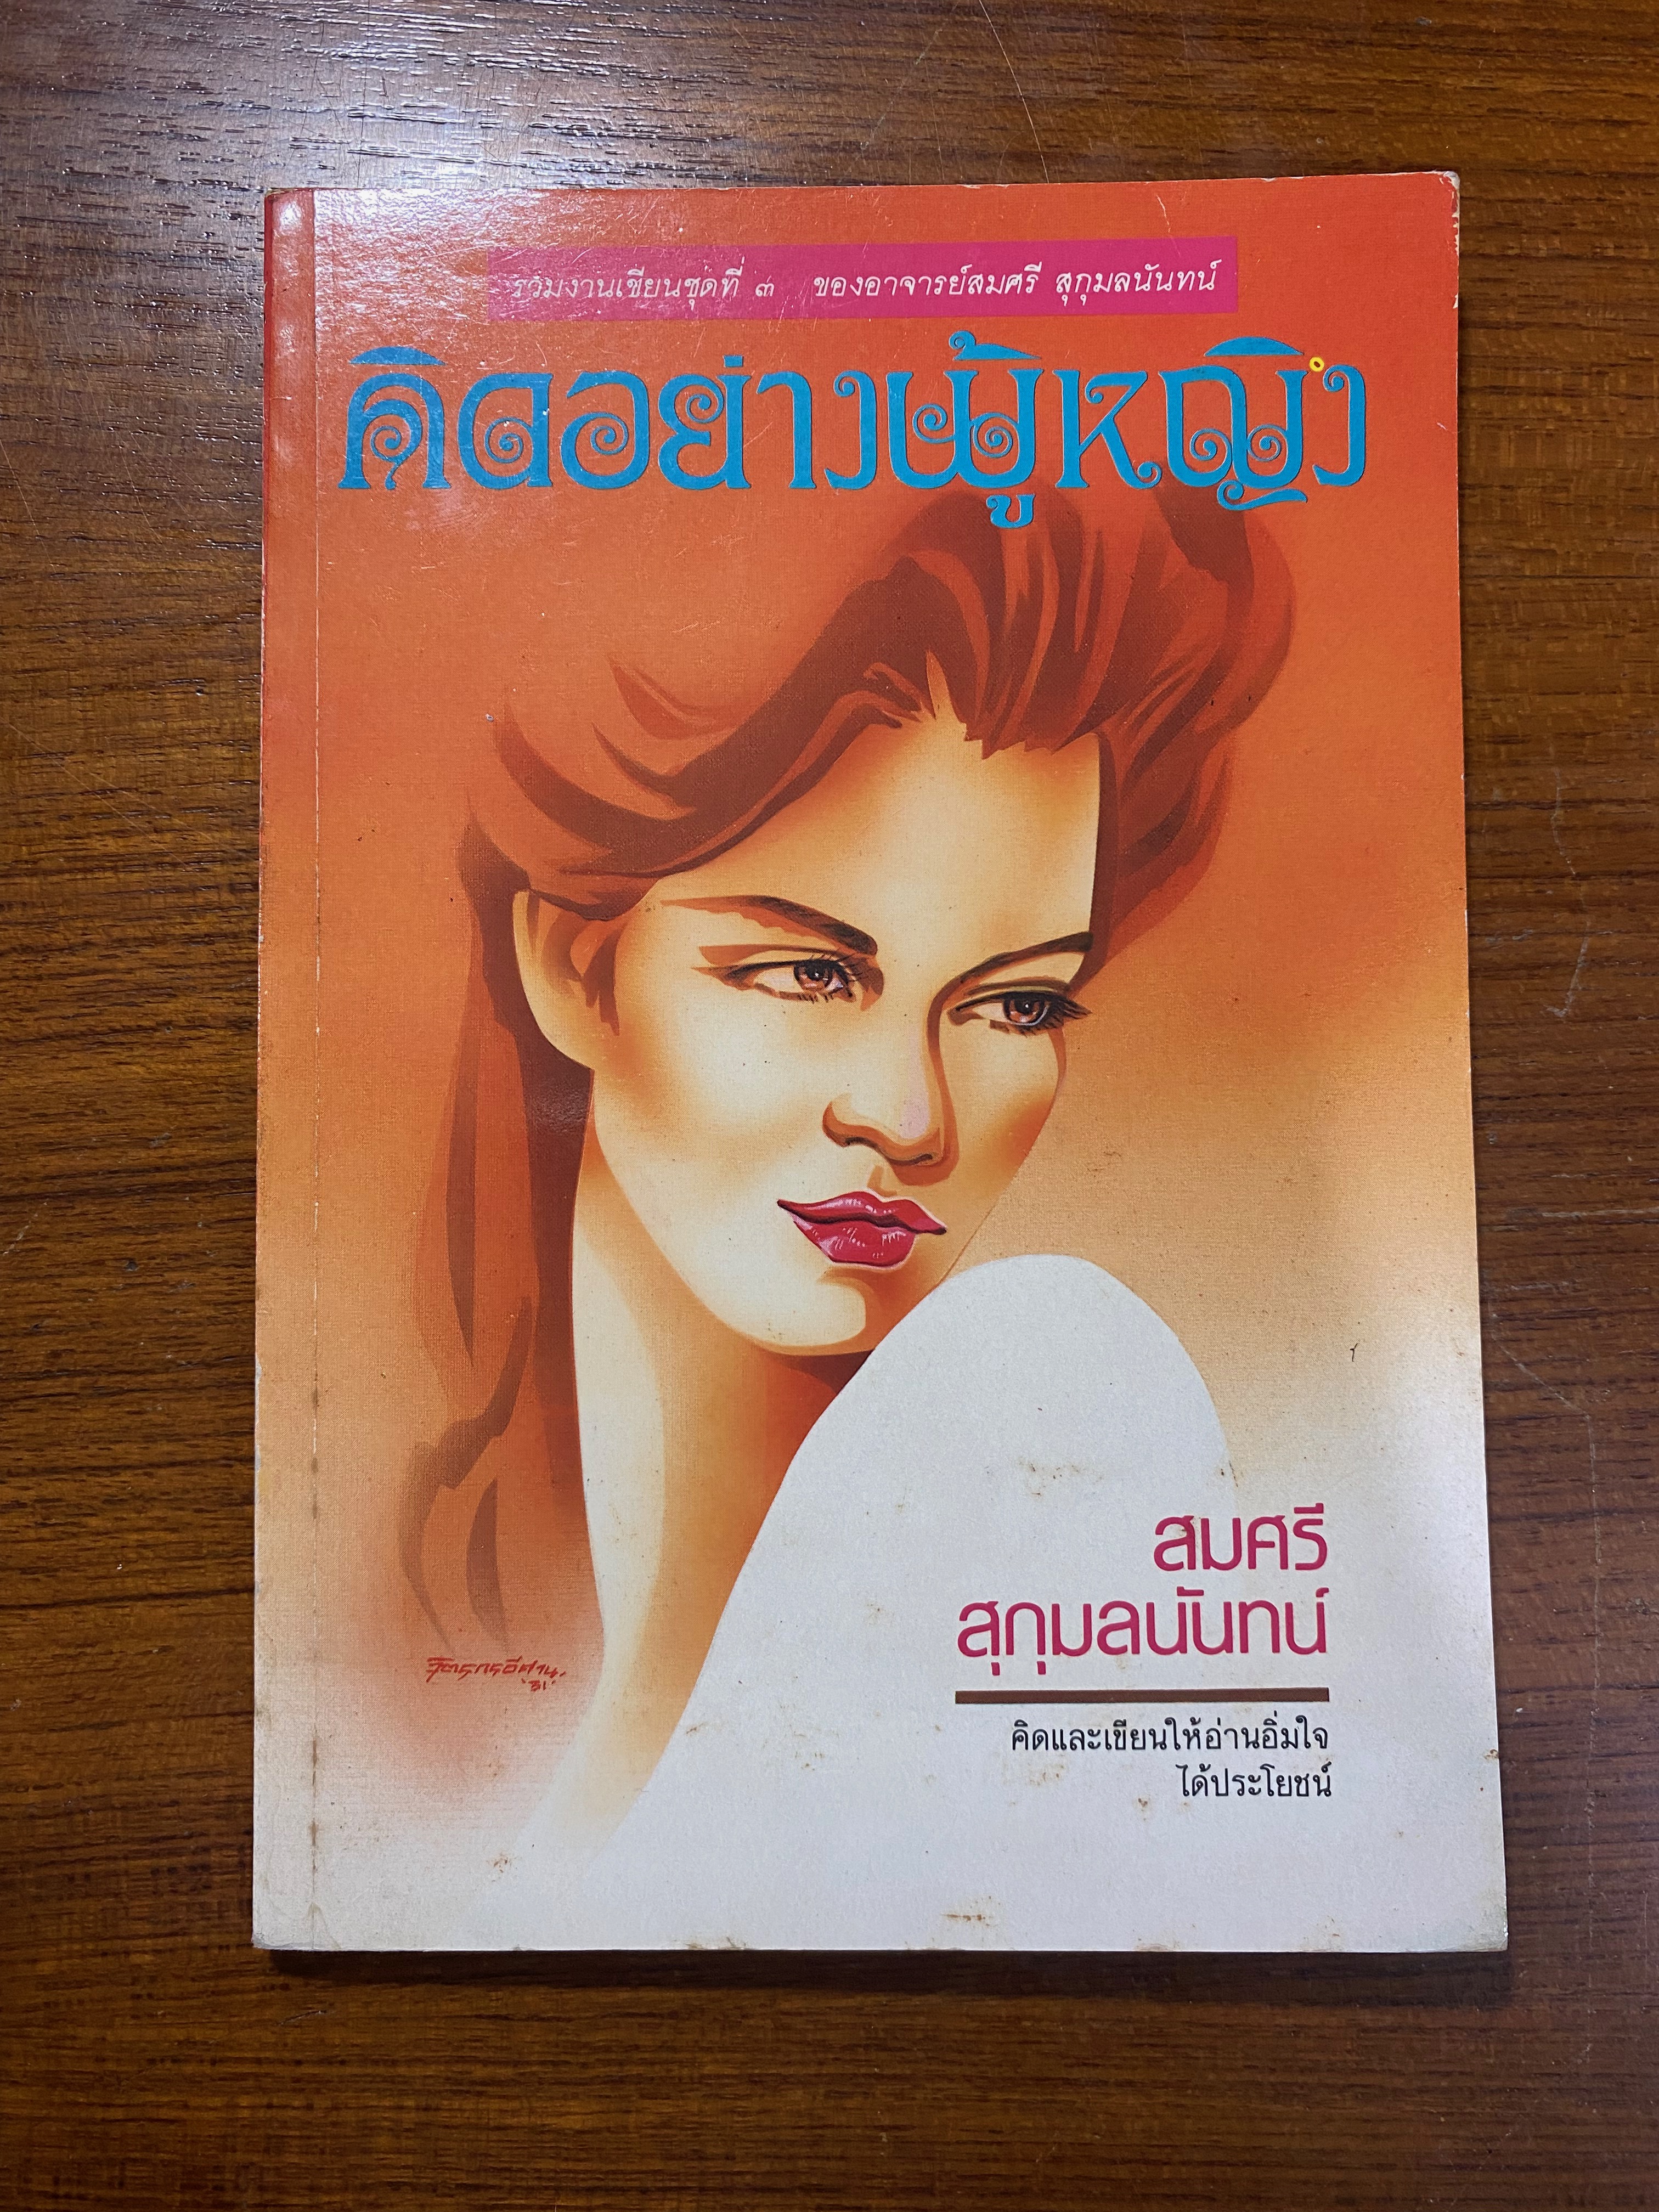 รวมงานเขียนชุดที่ ๓ ของอาจารย์สมศรี สุกุมลนันทน์
คิดอย่างผู้หญิง
สมศรี
สุกุมลนันทน์
คิดและเขียนให้อ่านอิ่มใจ
ได้ประโยชน์